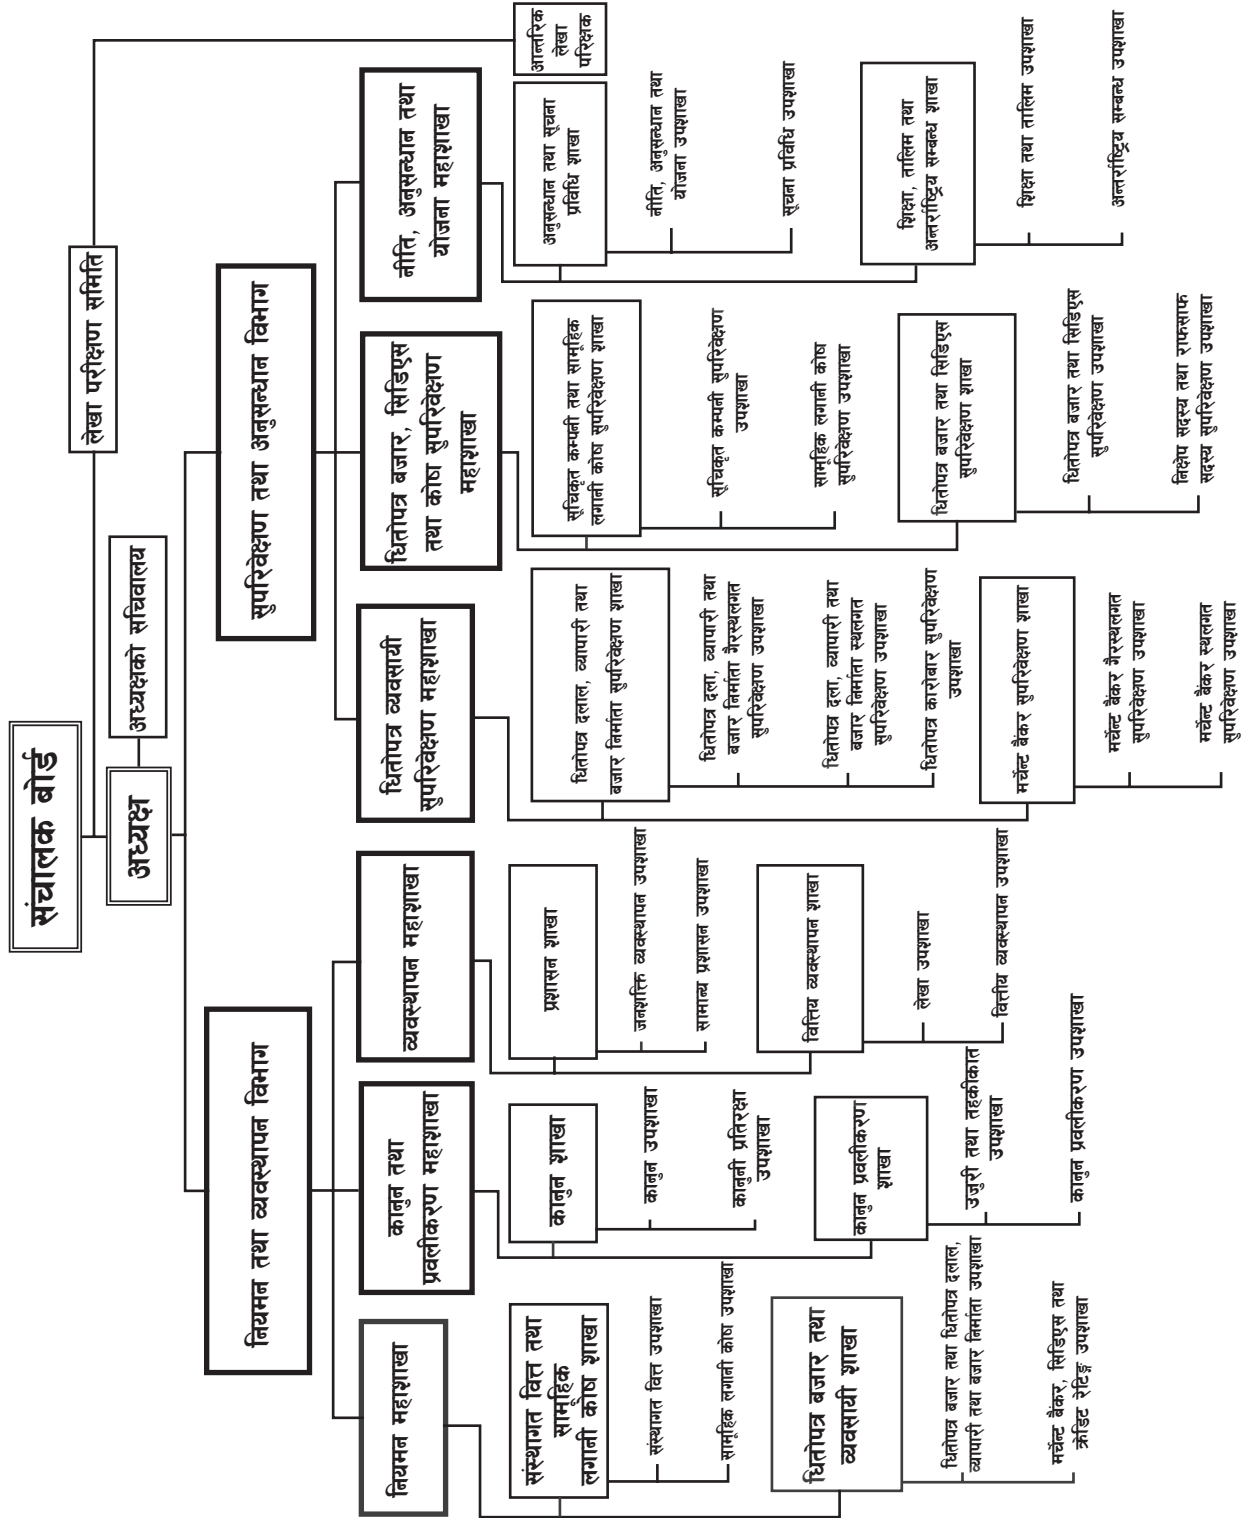 संचालक बोर्ड
लेखा परीक्षण समिति
आन्तरिक
लेखा
परिक्षक
अध्यक्ष
अध्यक्षको सचिवालय
नियमन तथा व्यवस्थापन विभाग
सुपरिवेक्षण तथा अनुसन्धान विभाग
नियमन महाशाखा
कानुन तथा
प्रवलीकरण महाशाखा
व्यवस्थापन महाशाखा
धितोपत्र व्यवसायी
सुपरिवेक्षण महाशाखा
धितोपत्र बजार, सिडिएस
तथा कोष सुपरिवेक्षण
महाशाखा
नीति, अनुसन्धान तथा
योजना महाशाखा
संस्थागत वित्त तथा
सामूहिक
लगानी कोष शाखा
संस्थागत वित्त उपशाखा
सामूहिक लगानी कोष उपशाखा
धितोपत्र बजार तथा
व्यवसायी शाखा
धितोपत्र बजार तथा धितोपत्र दलाल,
व्यापारी तथा बजार निर्माता उपशाखा
मर्चेन्ट बैंकर, सिडिएस तथा
क्रेडिट रेटिङ्ग उपशाखा
कानुन शाखा
कानुन उपशाखा
कानुनी प्रतिरक्षा
उपशाखा
कानुन प्रवलीकरण
शाखा
उजुरी तथा तहकीकात
उपशाखा
कानुन प्रवलीकरण उपशाखा
प्रशासन शाखा
जनशक्ति व्यवस्थापन उपशाखा
सामान्य प्रशासन उपशाखा
वित्तिय व्यवस्थापन शाखा
लेखा उपशाखा
वित्तीय व्यवस्थापन उपशाखा
धितोपत्र दलाल, व्यापारी तथा
बजार निर्माता सुपरिवेक्षण शाखा
धितोपत्र दला, व्यापारी तथा
बजार निर्माता गैरस्थलगत
सुपरिवेक्षण उपशाखा
धितोपत्र दला, व्यापारी तथा
बजार निर्माता स्थलगत
सुपरिवेक्षण उपशाखा
धितोपत्र कारोबार सुपरिवेक्षण
उपशाखा
मर्चेन्ट बैंकर सुपरिवेक्षण शाखा
मर्चेन्ट बैंकर गैरस्थलगत
सुपरिवेक्षण उपशाखा
मर्चेन्ट बैंकर स्थलगत
सुपरिवेक्षण उपशाखा
सूचिकृत कम्पनी तथा सामूहिक
लगानी कोष सुपरिवेक्षण शाखा
सूचिकृत कम्पनी सुपरिवेक्षण
उपशाखा
सामूहिक लगानी कोष
सुपरिवेक्षण उपशाखा
धितोपत्र बजार तथा सिडिएस
सुपरिवेक्षण शाखा
धितोपत्र बजार तथा सिडिएस
सुपरिवेक्षण उपशाखा
निक्षेप सदस्य तथा राफसाफ
सदस्य सुपरिवेक्षण उपशाखा
अनुसन्धान तथा सूचना
प्रविधि शाखा
नीति, अनुसन्धान तथा
योजना उपशाखा
सूचना प्रविधि उपशाखा
शिक्षा, तालिम तथा
अन्तर्राष्ट्रिय सम्बन्ध शाखा
शिक्षा तथा तालिम उपशाखा
अन्तर्राष्ट्रिय सम्बन्ध उपशाखा